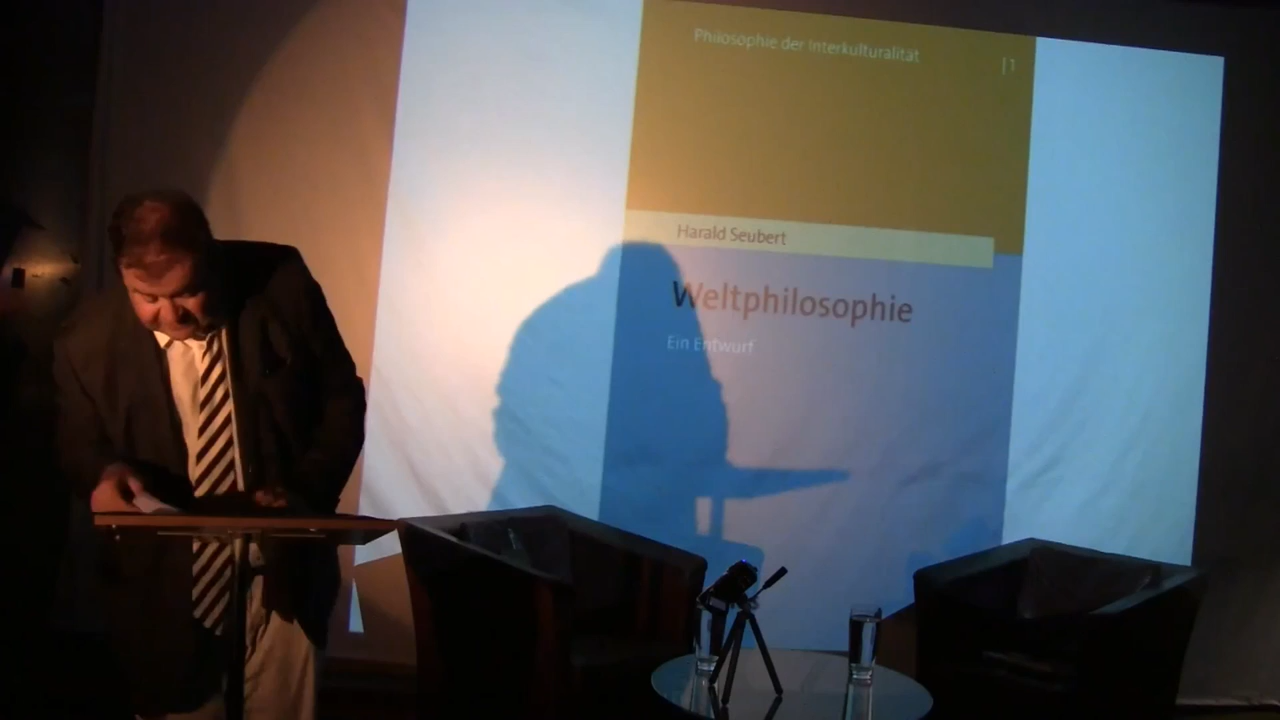 Philosophie der Interkulturalität
|1
Harald Seubert
Weltphilosophie
Ein Entwurf